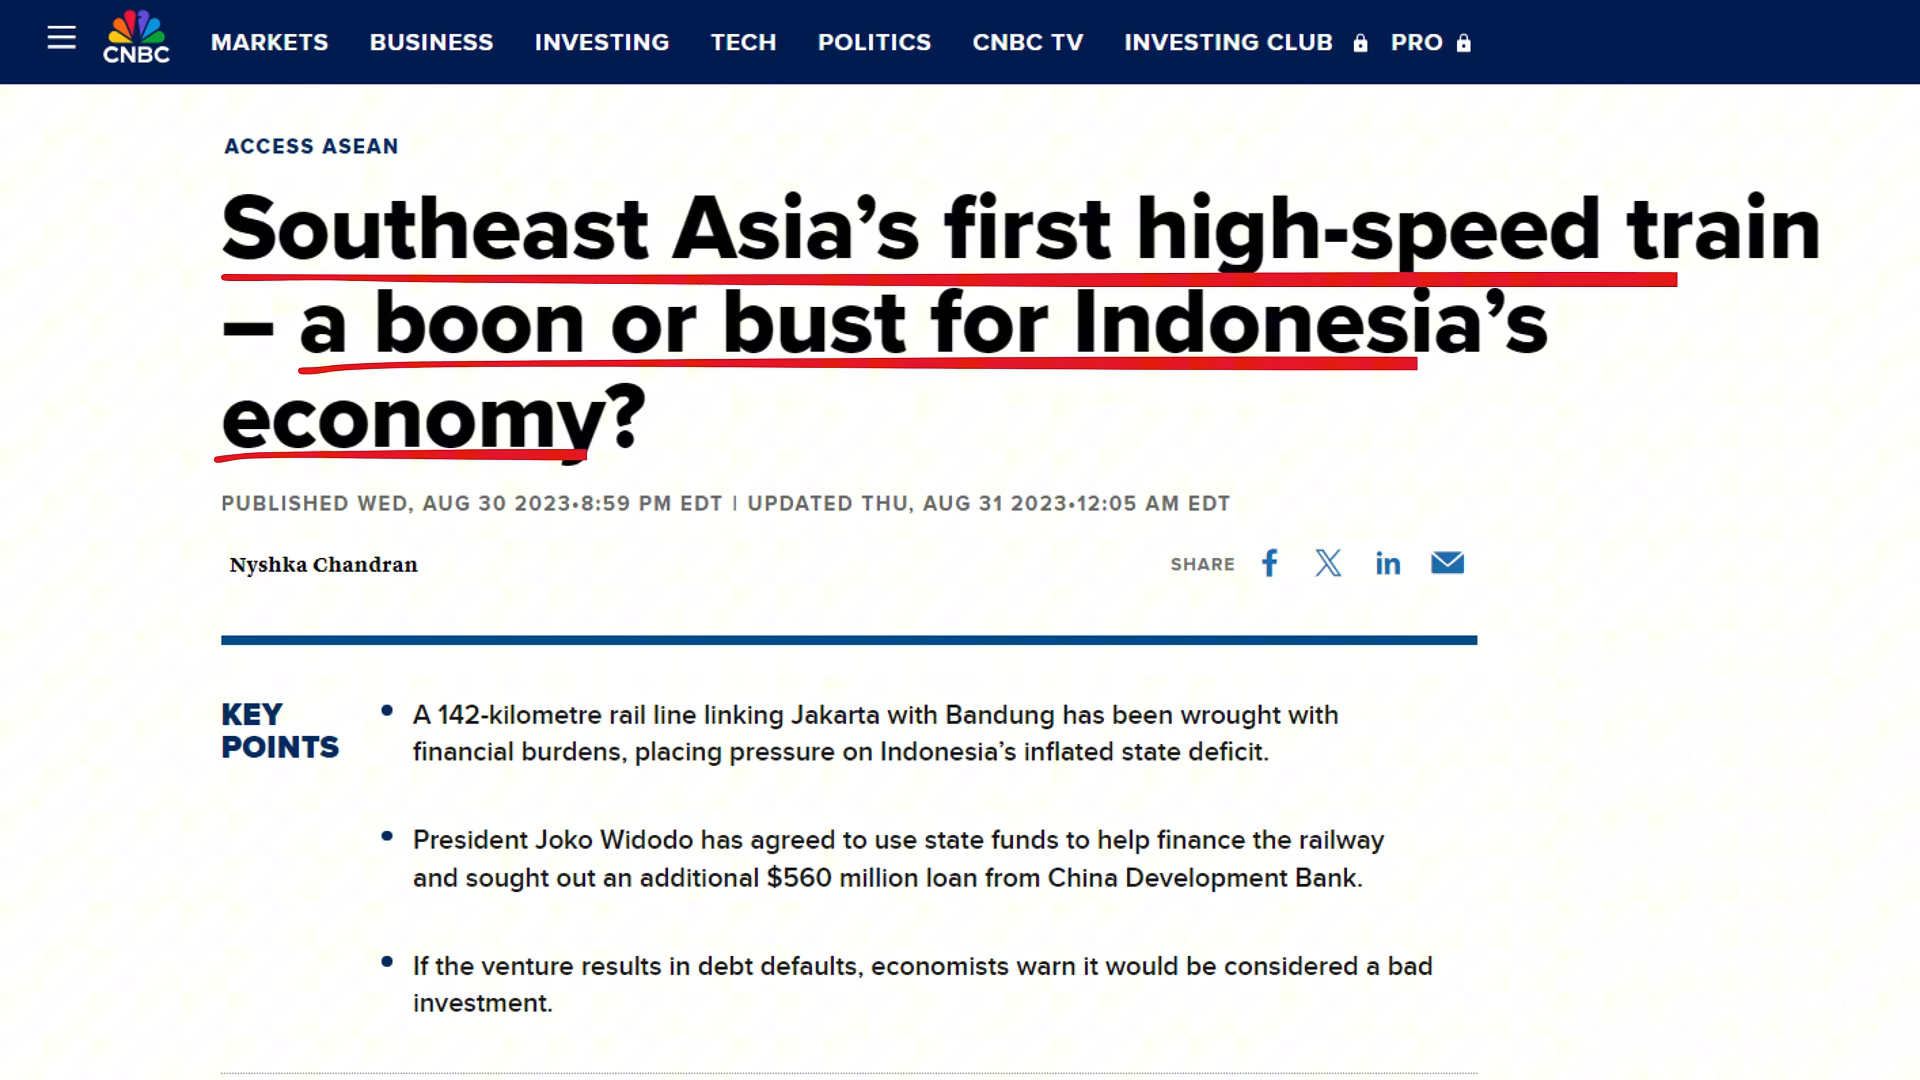 CNBC
MARKETS BUSINESS INVESTING TECH POLITICS CNBC TV INVESTING CLUB PRO
ACCESS ASEAN
Southeast Asia’s first high-speed train
– a boon or bust for Indonesia’s
economy?
PUBLISHED WED, AUG 30 2023•8:59 PM EDT | UPDATED THU, AUG 31 2023•12:05 AM EDT
Nyshka Chandran
SHARE f X in
KEY
POINTS
• A 142-kilometre rail line linking Jakarta with Bandung has been wrought with
financial burdens, placing pressure on Indonesia’s inflated state deficit.
• President Joko Widodo has agreed to use state funds to help finance the railway
and sought out an additional $560 million loan from China Development Bank.
• If the venture results in debt defaults, economists warn it would be considered a bad
investment.